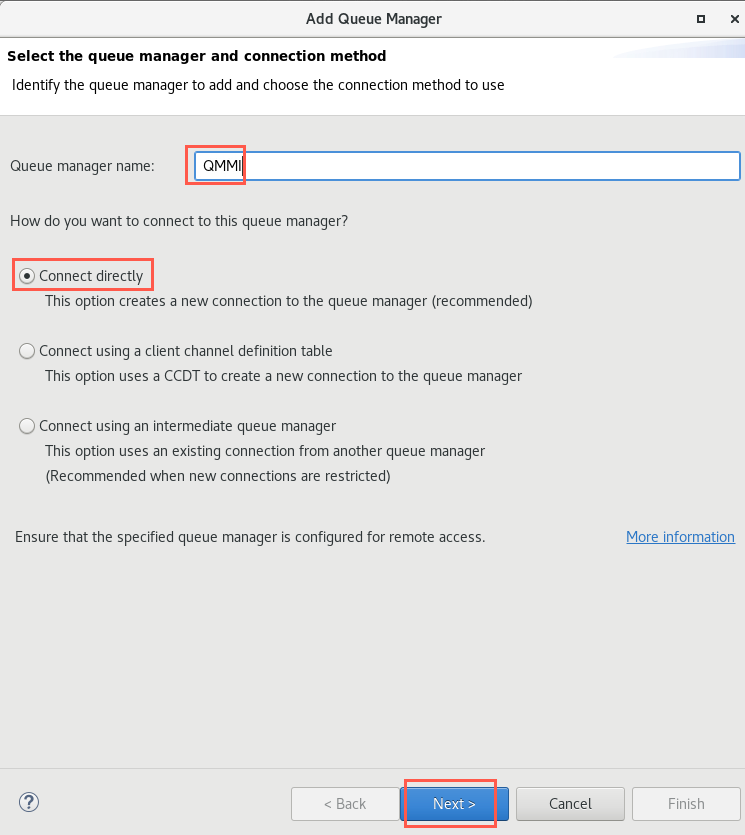 Add Queue Manager
Select the queue manager and connection method
Identify the queue manager to add and choose the connection method to use
Queue manager name:
QMMI
How do you want to connect to this queue manager?
Connect directly
This option creates a new connection to the queue manager (recommended)
Connect using a client channel definition table
This option uses a CCDT to create a new connection to the queue manager
Connect using an intermediate queue manager
This option uses an existing connection from another queue manager
(Recommended when new connections are restricted)
Ensure that the specified queue manager is configured for remote access.
More information
?
< Back
Next >
Cancel
Finish